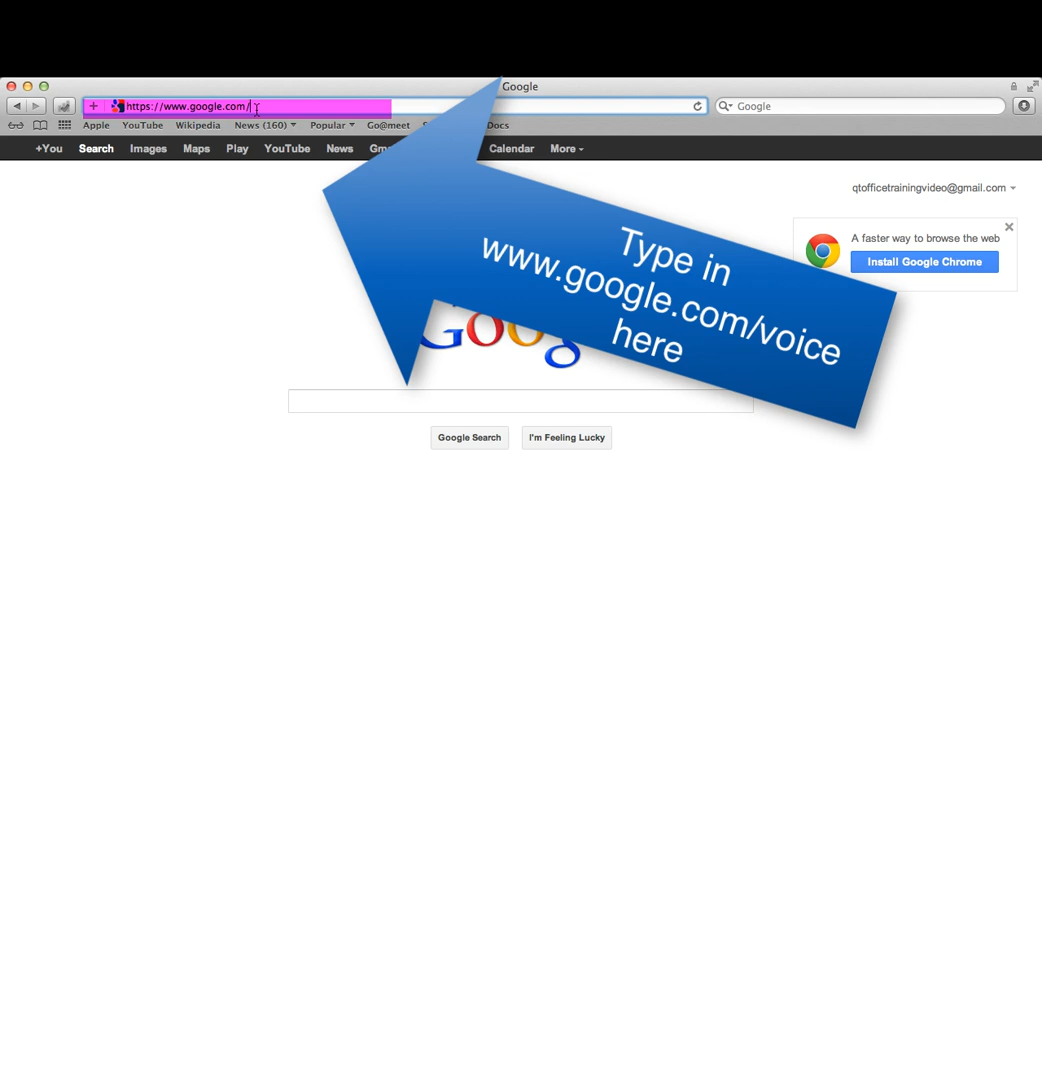 Google
https://www.google.com/
Google
Apple YouTube Wikipedia News (160) Popular Go@meet Docs
+You Search Images Maps Play YouTube News Calendar More
qtofficetrainingvideo@gmail.com
A faster way to browse the web
Install Google Chrome
Type in
www.google.com/voice
here
Google Search I'm Feeling Lucky